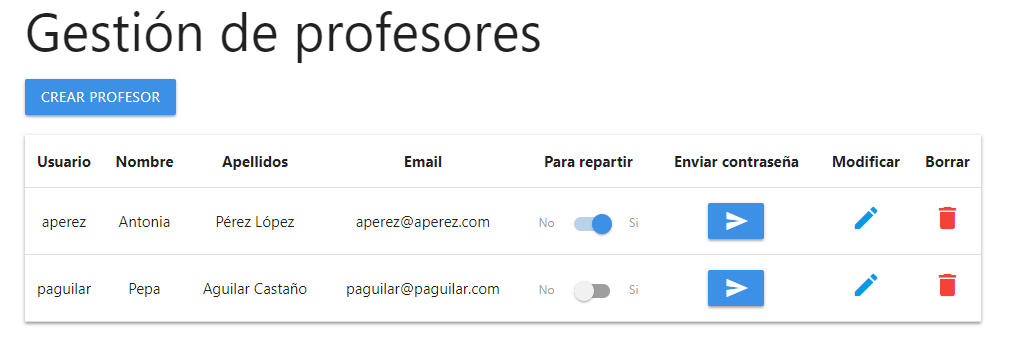 Gestión de profesores
CREAR PROFESOR
Usuario Nombre Apellidos Email Para repartir Enviar contraseña Modificar Borrar
aperez Antonia Pérez López aperez@aperez.com No Si
paguilar Pepa Aguilar Castaño paguilar@paguilar.com No Si